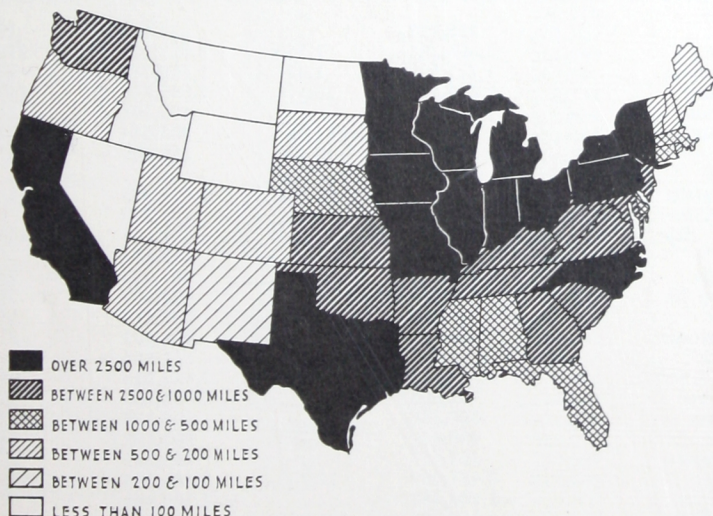 OVER 2500 MILES
BETWEEN 2500 & 1000 MILES
BETWEEN 1000 & 500 MILES
BETWEEN 500 & 200 MILES
BETWEEN 200 & 100 MILES
LESS THAN 100 MILES